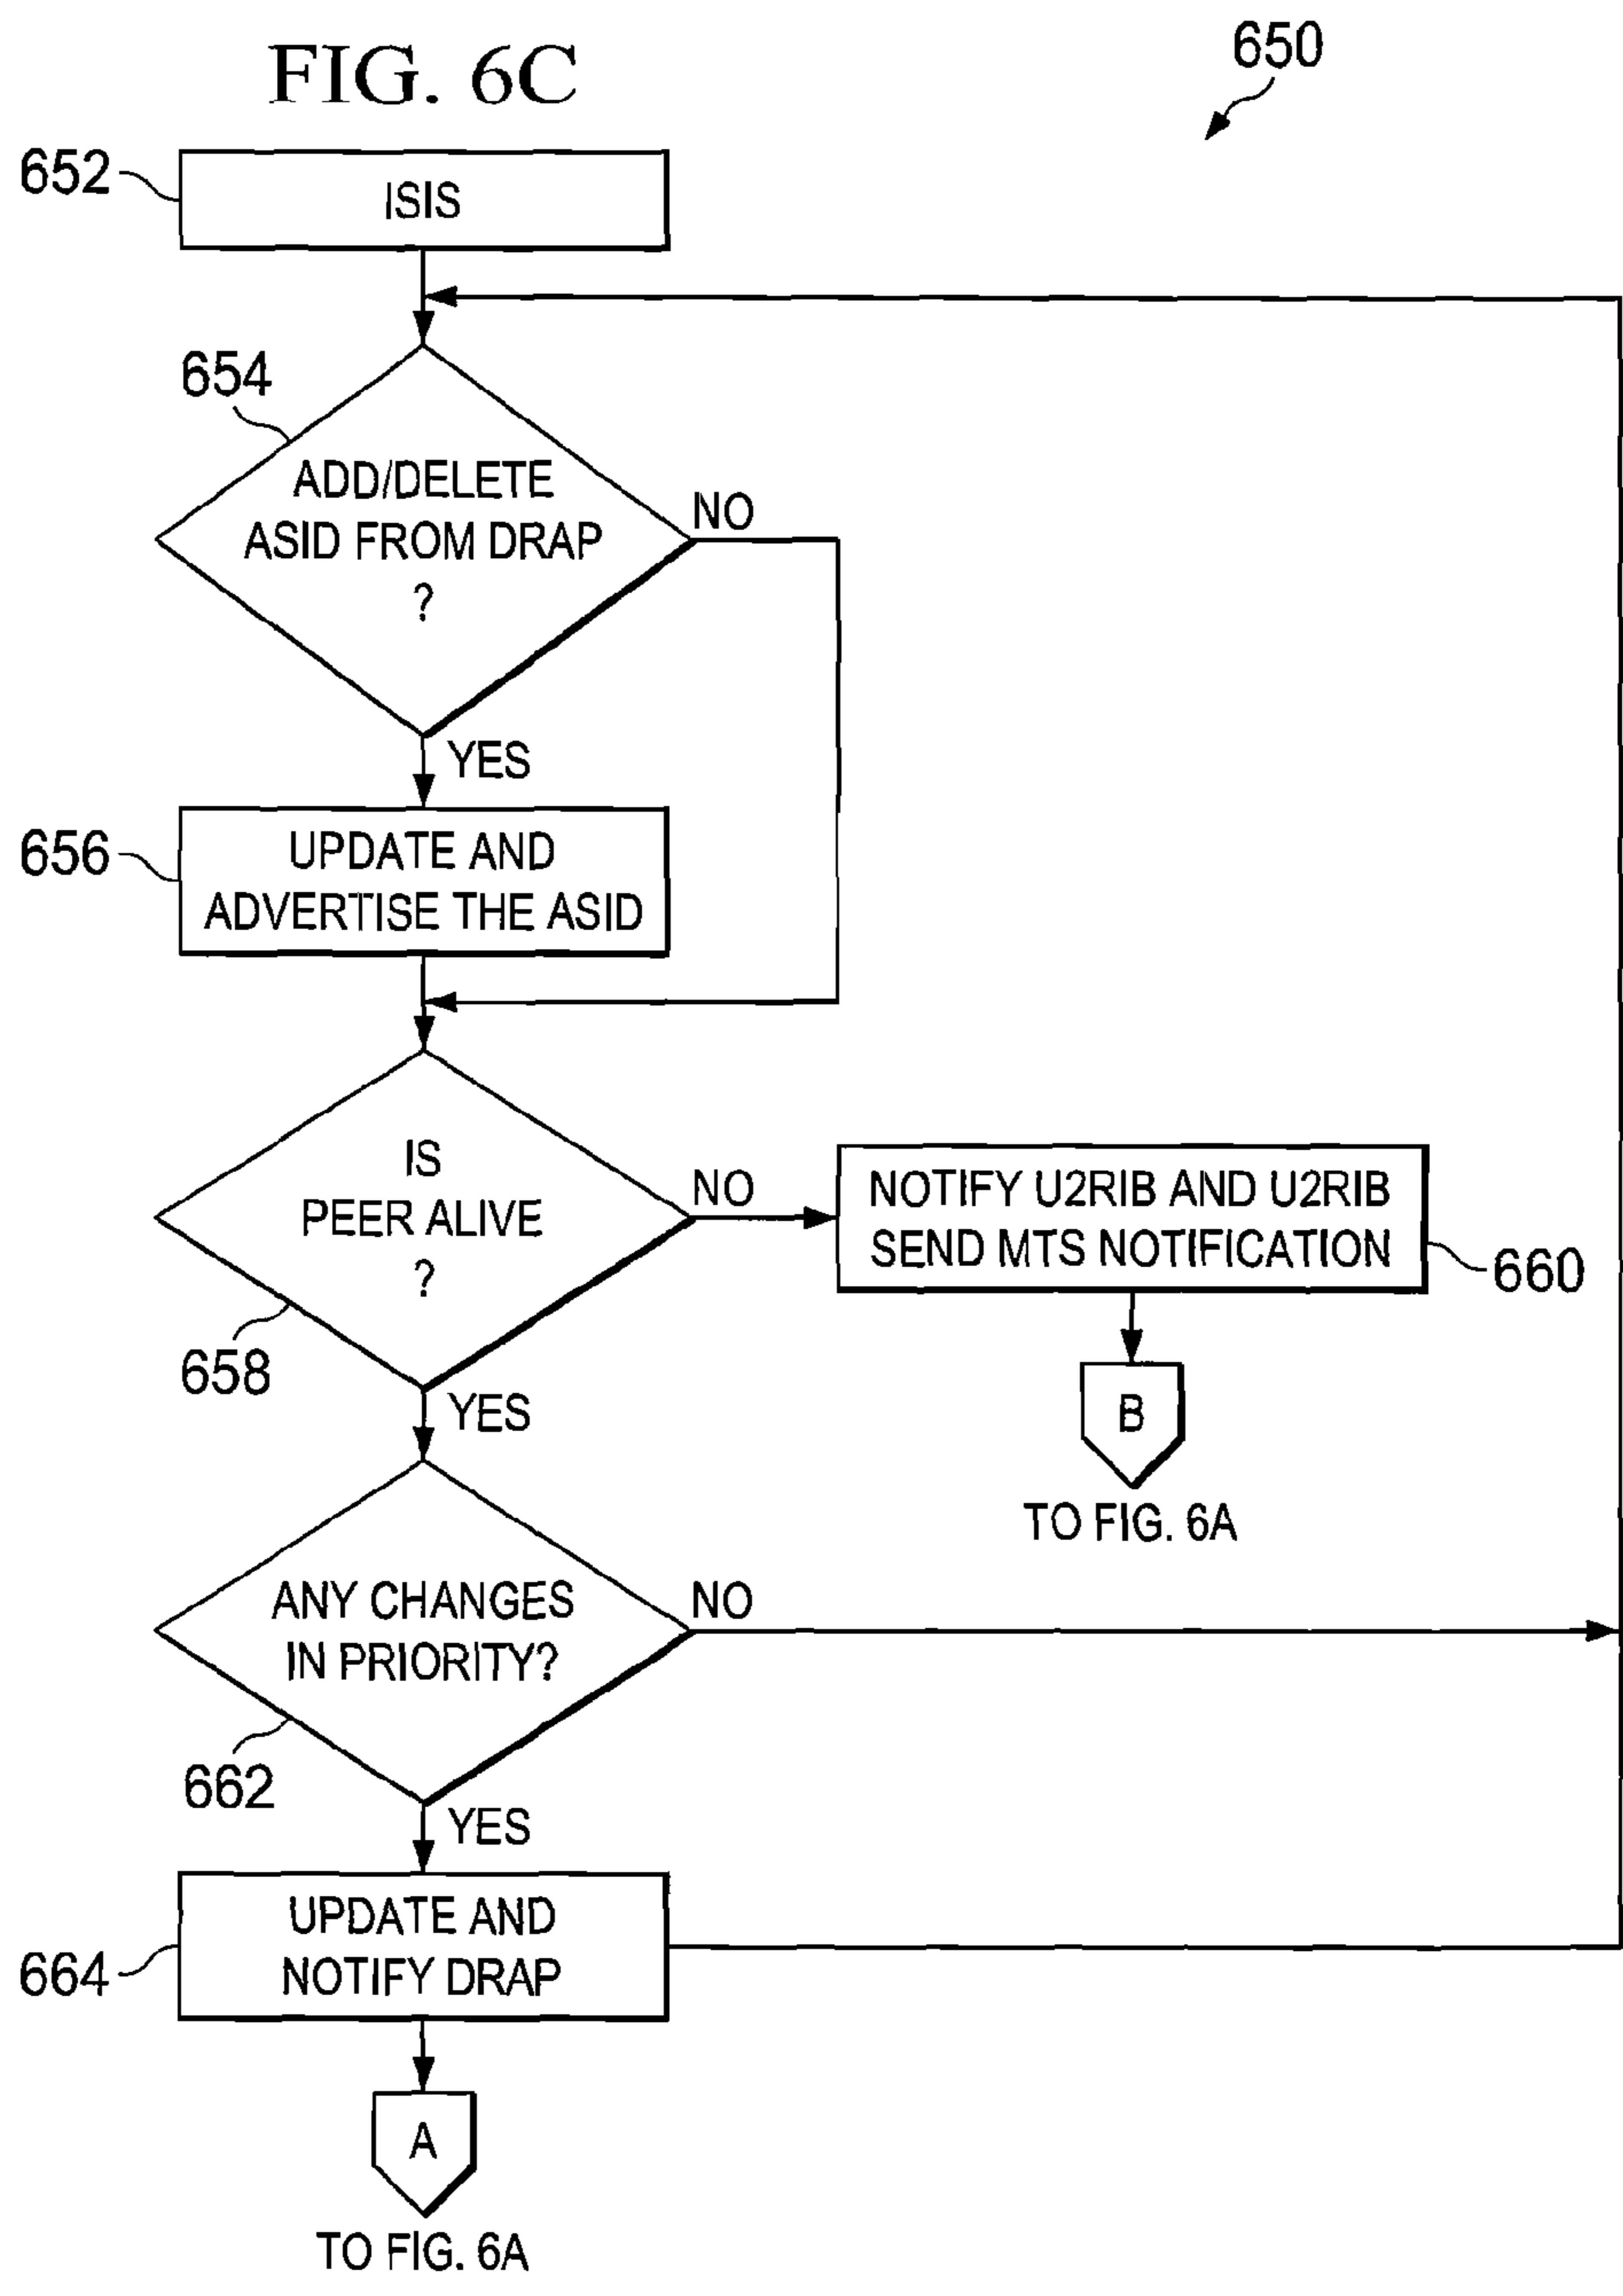 FIG. 6C
650
652
ISIS
654
ADD/DELETE
ASID FROM DRAP
?
NO
YES
656
UPDATE AND
ADVERTISE THE ASID
IS
PEER ALIVE
?
NO
NOTIFY U2RIB AND U2RIB
SEND MTS NOTIFICATION
660
658
YES
B
TO FIG. 6A
ANY CHANGES
IN PRIORITY?
NO
662
YES
UPDATE AND
NOTIFY DRAP
664
A
TO FIG. 6A